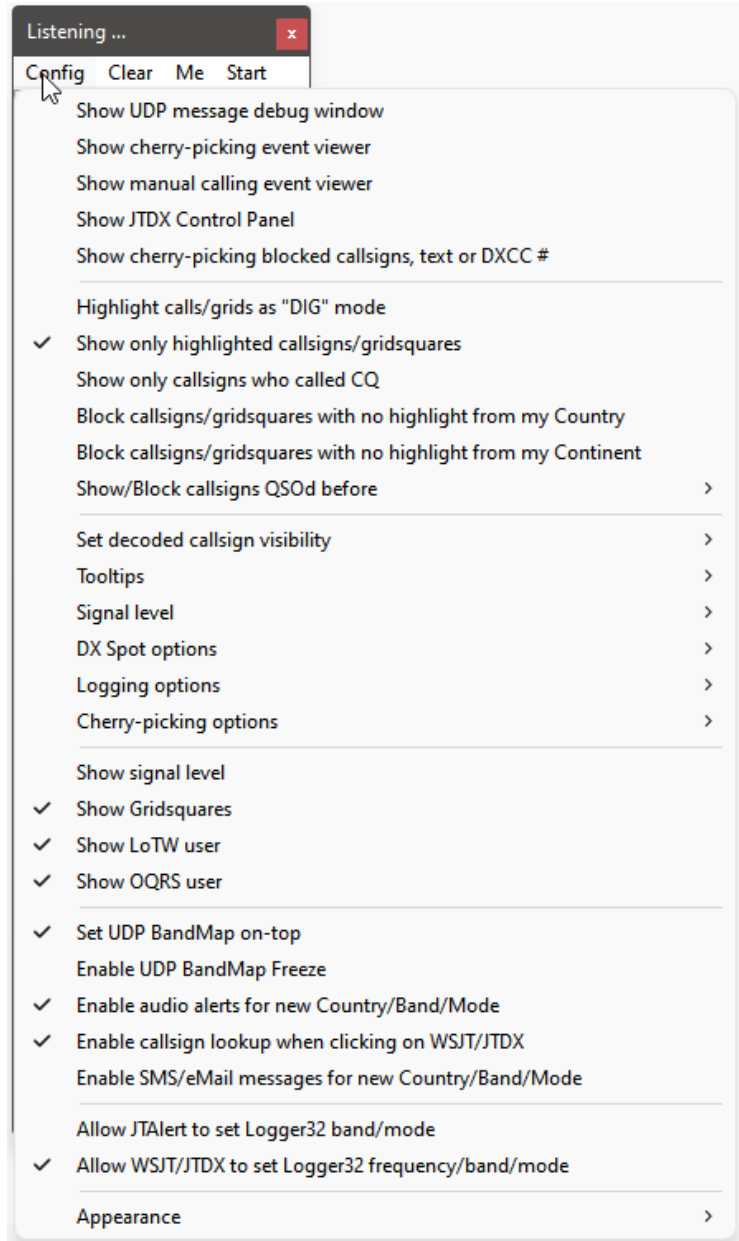 Listening ...
x
Config Clear Me Start
Show UDP message debug window
Show cherry-picking event viewer
Show manual calling event viewer
Show JTDX Control Panel
Show cherry-picking blocked callsigns, text or DXCC #
Highlight calls/grids as "DIG" mode
Show only highlighted callsigns/gridsquares
Show only callsigns who called CQ
Block callsigns/gridsquares with no highlight from my Country
Block callsigns/gridsquares with no highlight from my Continent
Show/Block callsigns QSOd before
Set decoded callsign visibility
Tooltips
Signal level
DX Spot options
Logging options
Cherry-picking options
Show signal level
Show Gridsquares
Show LoTW user
Show OQRS user
Set UDP BandMap on-top
Enable UDP BandMap Freeze
Enable audio alerts for new Country/Band/Mode
Enable callsign lookup when clicking on WSJT/JTDX
Enable SMS/eMail messages for new Country/Band/Mode
Allow JTAlert to set Logger32 band/mode
Allow WSJT/JTDX to set Logger32 frequency/band/mode
Appearance